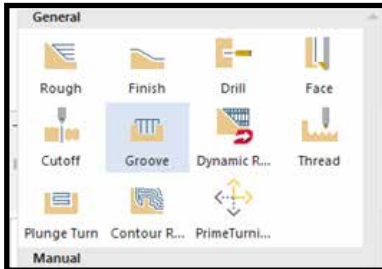 General
Rough Finish Drill Face
Cutoff Groove Dynamic R... Thread
Plunge Turn Contour R... PrimeTurni...
Manual